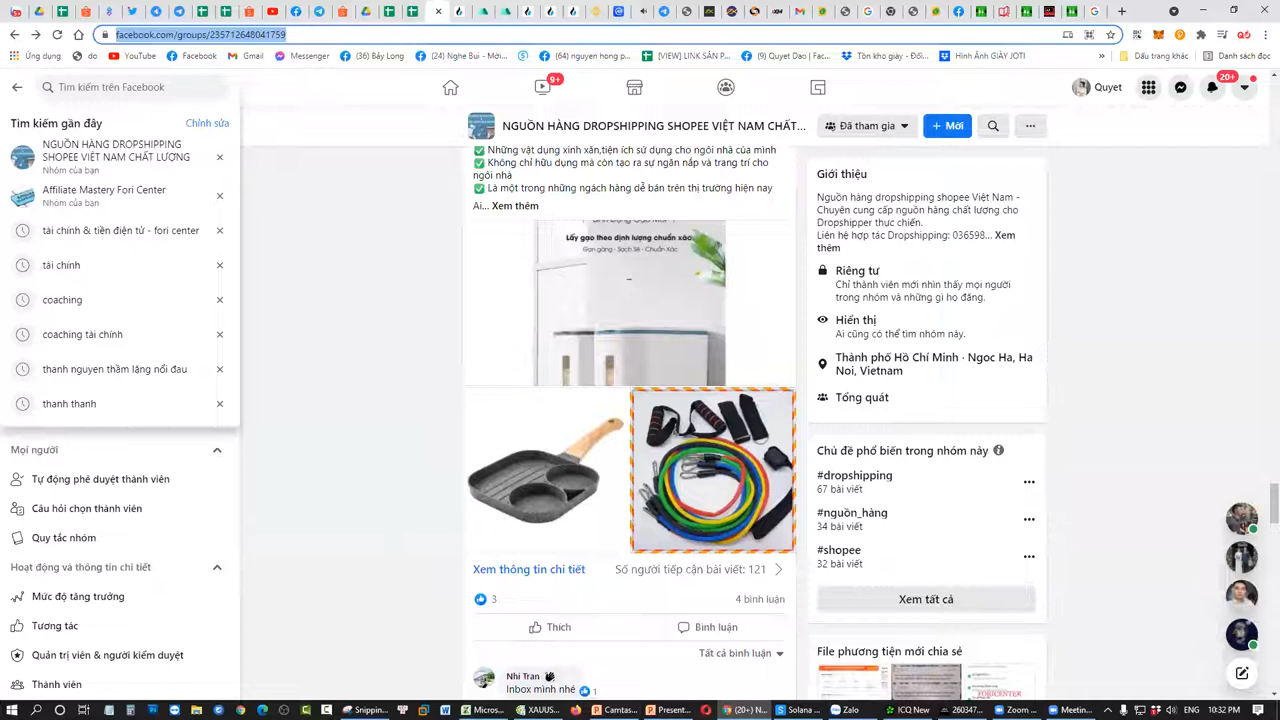 facebook.com/groups/235712648041759
Ứng dụng
do
YouTube
Facebook
Gmail
Messenger
(36) Bảy Long
(24) Nghe Bui - Me...
(64) nguyen hong p...
[VIEW] LINK SẢN P...
(9) Quyet Dao | Fac...
Tồn kho giày - Đối...
Hình Ảnh GIÀY JOTI
»
Dấu trang khác
Danh sách đọc
Tìm kiếm trên Facebook
9+
Quyet
20+
Tìm kiếm gần đây
Chỉnh sửa
NGUỒN HÀNG DROPSHIPPING
SHOPEE VIỆT NAM CHẤT LƯỢNG
Nhóm của bạn
Affiliate Mastery Fori Center
Nhóm của bạn
tài chính & tiền điện tử - fori center
tài chính
coaching
coaching tài chính
thanh nguyen thầm lặng nổi đau
thanh thanh
Mọi người
Tự động phê duyệt thành viên
Câu hỏi chọn thành viên
Quy tắc nhóm
Hoạt động và thông tin chi tiết
Mức độ tăng trưởng
Tương tác
Quản trị viên & người kiểm duyệt
Thành viên
NGUỒN HÀNG DROPSHIPPING SHOPEE VIỆT NAM CHẤT...
Đã tham gia
+ Mới
✅ Những vật dụng xinh xắn,tiện ích sử dụng cho ngôi nhà của mình
✅ Không chỉ hữu dụng mà còn tạo ra sự ngăn nắp và trang trí cho
ngôi nhà
✅ Là một trong những ngách hàng dễ bán trên thị trường hiện nay
Ai... Xem thêm
Lấy gạo theo định lượng chuẩn xác
Gọn gàng - Sạch Sẽ - Chuẩn Xác
Xem thông tin chi tiết
Số người tiếp cận bài viết: 121
3
4 bình luận
Thích
Bình luận
Tất cả bình luận
Nhi Tran
Inbox mình nhé
1
Giới thiệu
Nguồn hàng dropshipping shopee Việt Nam -
Chuyên cung cấp nguồn hàng chất lượng cho
Dropshipper thực chiến.
Liên hệ hợp tác Dropshipping: 036598... Xem
thêm
Riêng tư
Chỉ thành viên mới nhìn thấy mọi người
trong nhóm và những gì họ đăng.
Hiển thị
Ai cũng có thể tìm nhóm này.
Thành phố Hồ Chí Minh · Ngoc Ha, Ha
Noi, Vietnam
Tổng quát
Chủ đề phổ biến trong nhóm này
#dropshipping
67 bài viết
#nguồn_hàng
34 bài viết
#shopee
32 bài viết
Xem tất cả
File phương tiện mới chia sẻ
FORICENTER
Snippin...
Micros...
XAUUS...
Camtas...
Present...
(20+) N...
Solana ...
Zalo
ICQ New
260347...
Zoom ...
Meetin...
ENG
10:32 PM